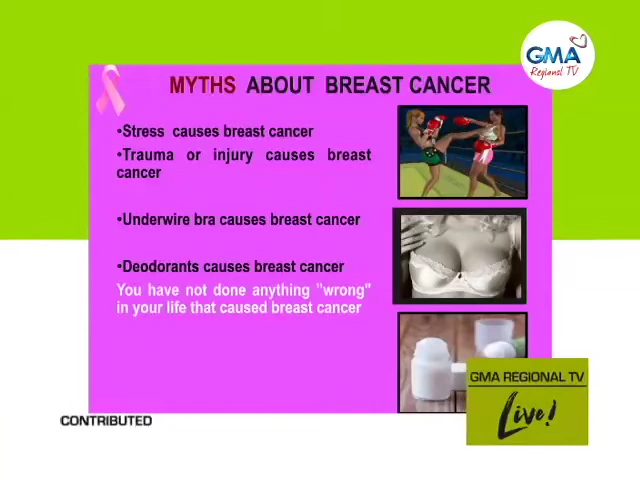 GMA
Regional TV
MYTHS ABOUT BREAST CANCER
•Stress causes breast cancer
•Trauma or injury causes breast
cancer
•Underwire bra causes breast cancer
•Deodorants causes breast cancer
You have not done anything "wrong"
in your life that caused breast cancer
GMA REGIONAL TV
Live!
CONTRIBUTED